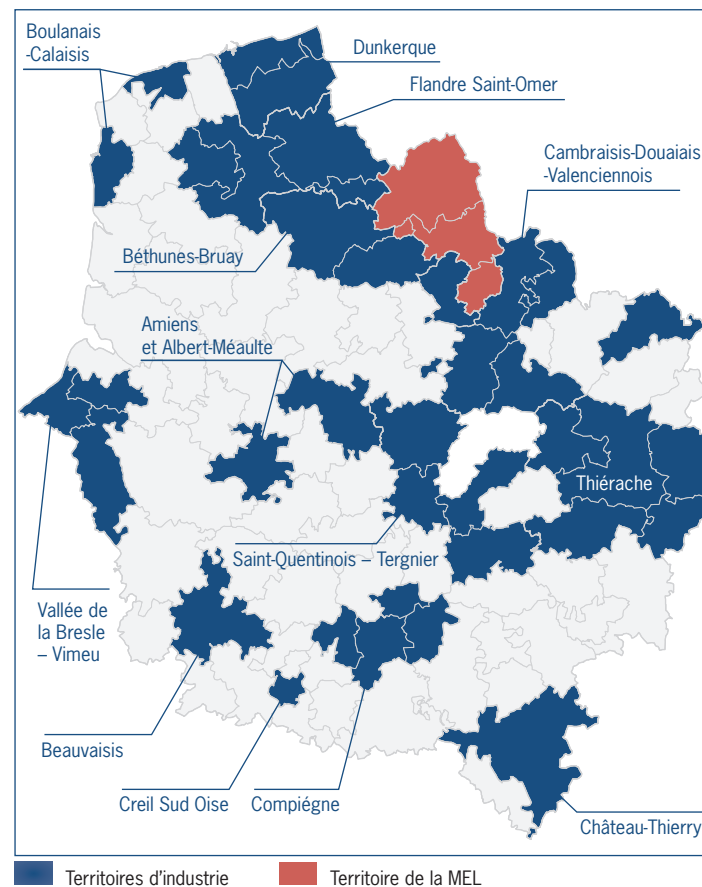 Boulanais
-Calaisis
Dunkerque
Flandre Saint-Omer
Cambraisis-Douaiais
-Valenciennois
Béthunes-Bruay
Amiens
et Albert-Méaulte
Thiérache
Saint-Quentinois – Tergnier
Vallée de
la Bresle
– Vimeu
Beauvaisis
Creil Sud Oise
Compiégne
Château-Thierry
Territoires d'industrie
Territoire de la MEL